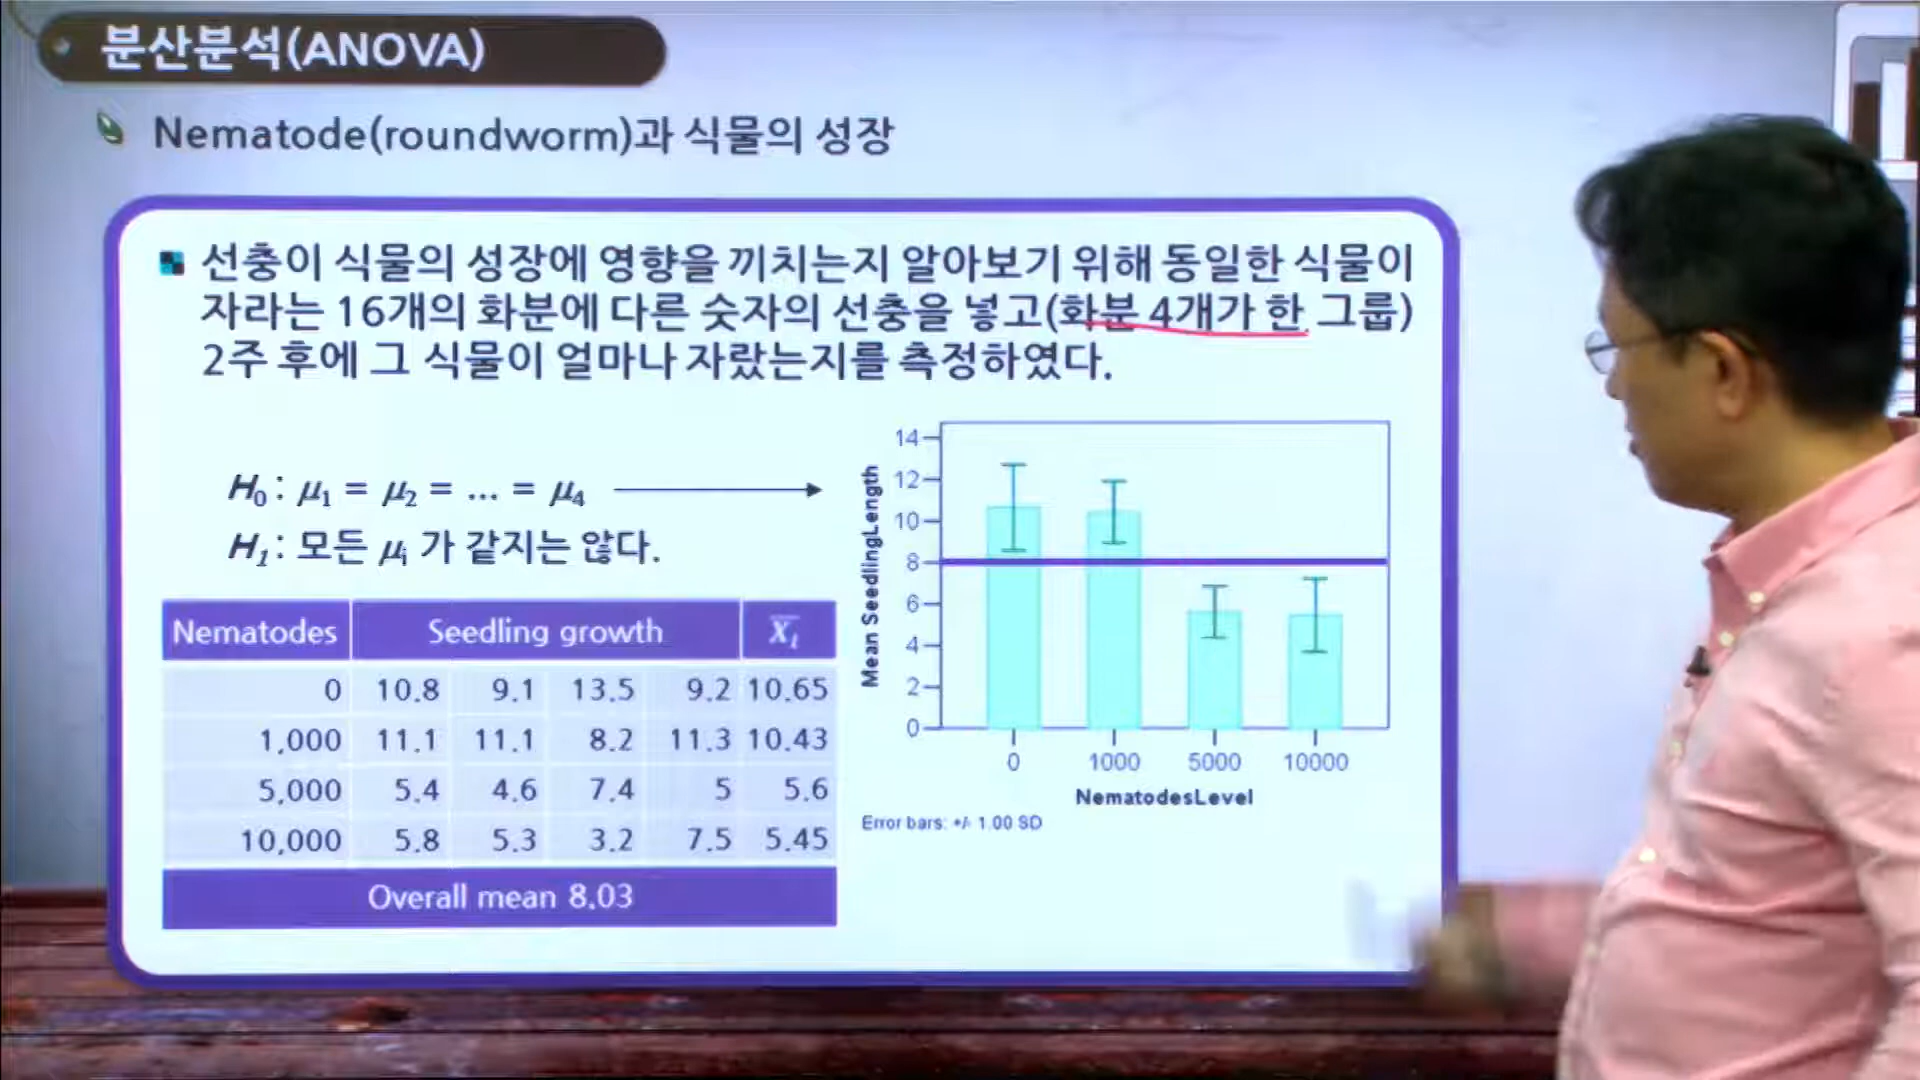 분산분석(ANOVA)
Nematode(roundworm)과 식물의 성장
선충이 식물의 성장에 영향을 끼치는지 알아보기 위해 동일한 식물이
자라는 16개의 화분에 다른 숫자의 선충을 넣고(화분 4개가 한 그룹)
2주 후에 그 식물이 얼마나 자랐는지를 측정하였다.
H₀ : μ₁ = μ₂ = ... = μ₄
H₁ : 모든 μᵢ 가 같지는 않다.
Nematodes Seedling growth X̄ᵢ
0 10.8 9.1 13.5 9.2 10.65
1,000 11.1 11.1 8.2 11.3 10.43
5,000 5.4 4.6 7.4 5 5.6
10,000 5.8 5.3 3.2 7.5 5.45
Overall mean 8.03
Mean SeedlingLength
14
12
10
8
6
4
2
0
0 1000 5000 10000
NematodesLevel
Error bars: +/- 1.00 SD